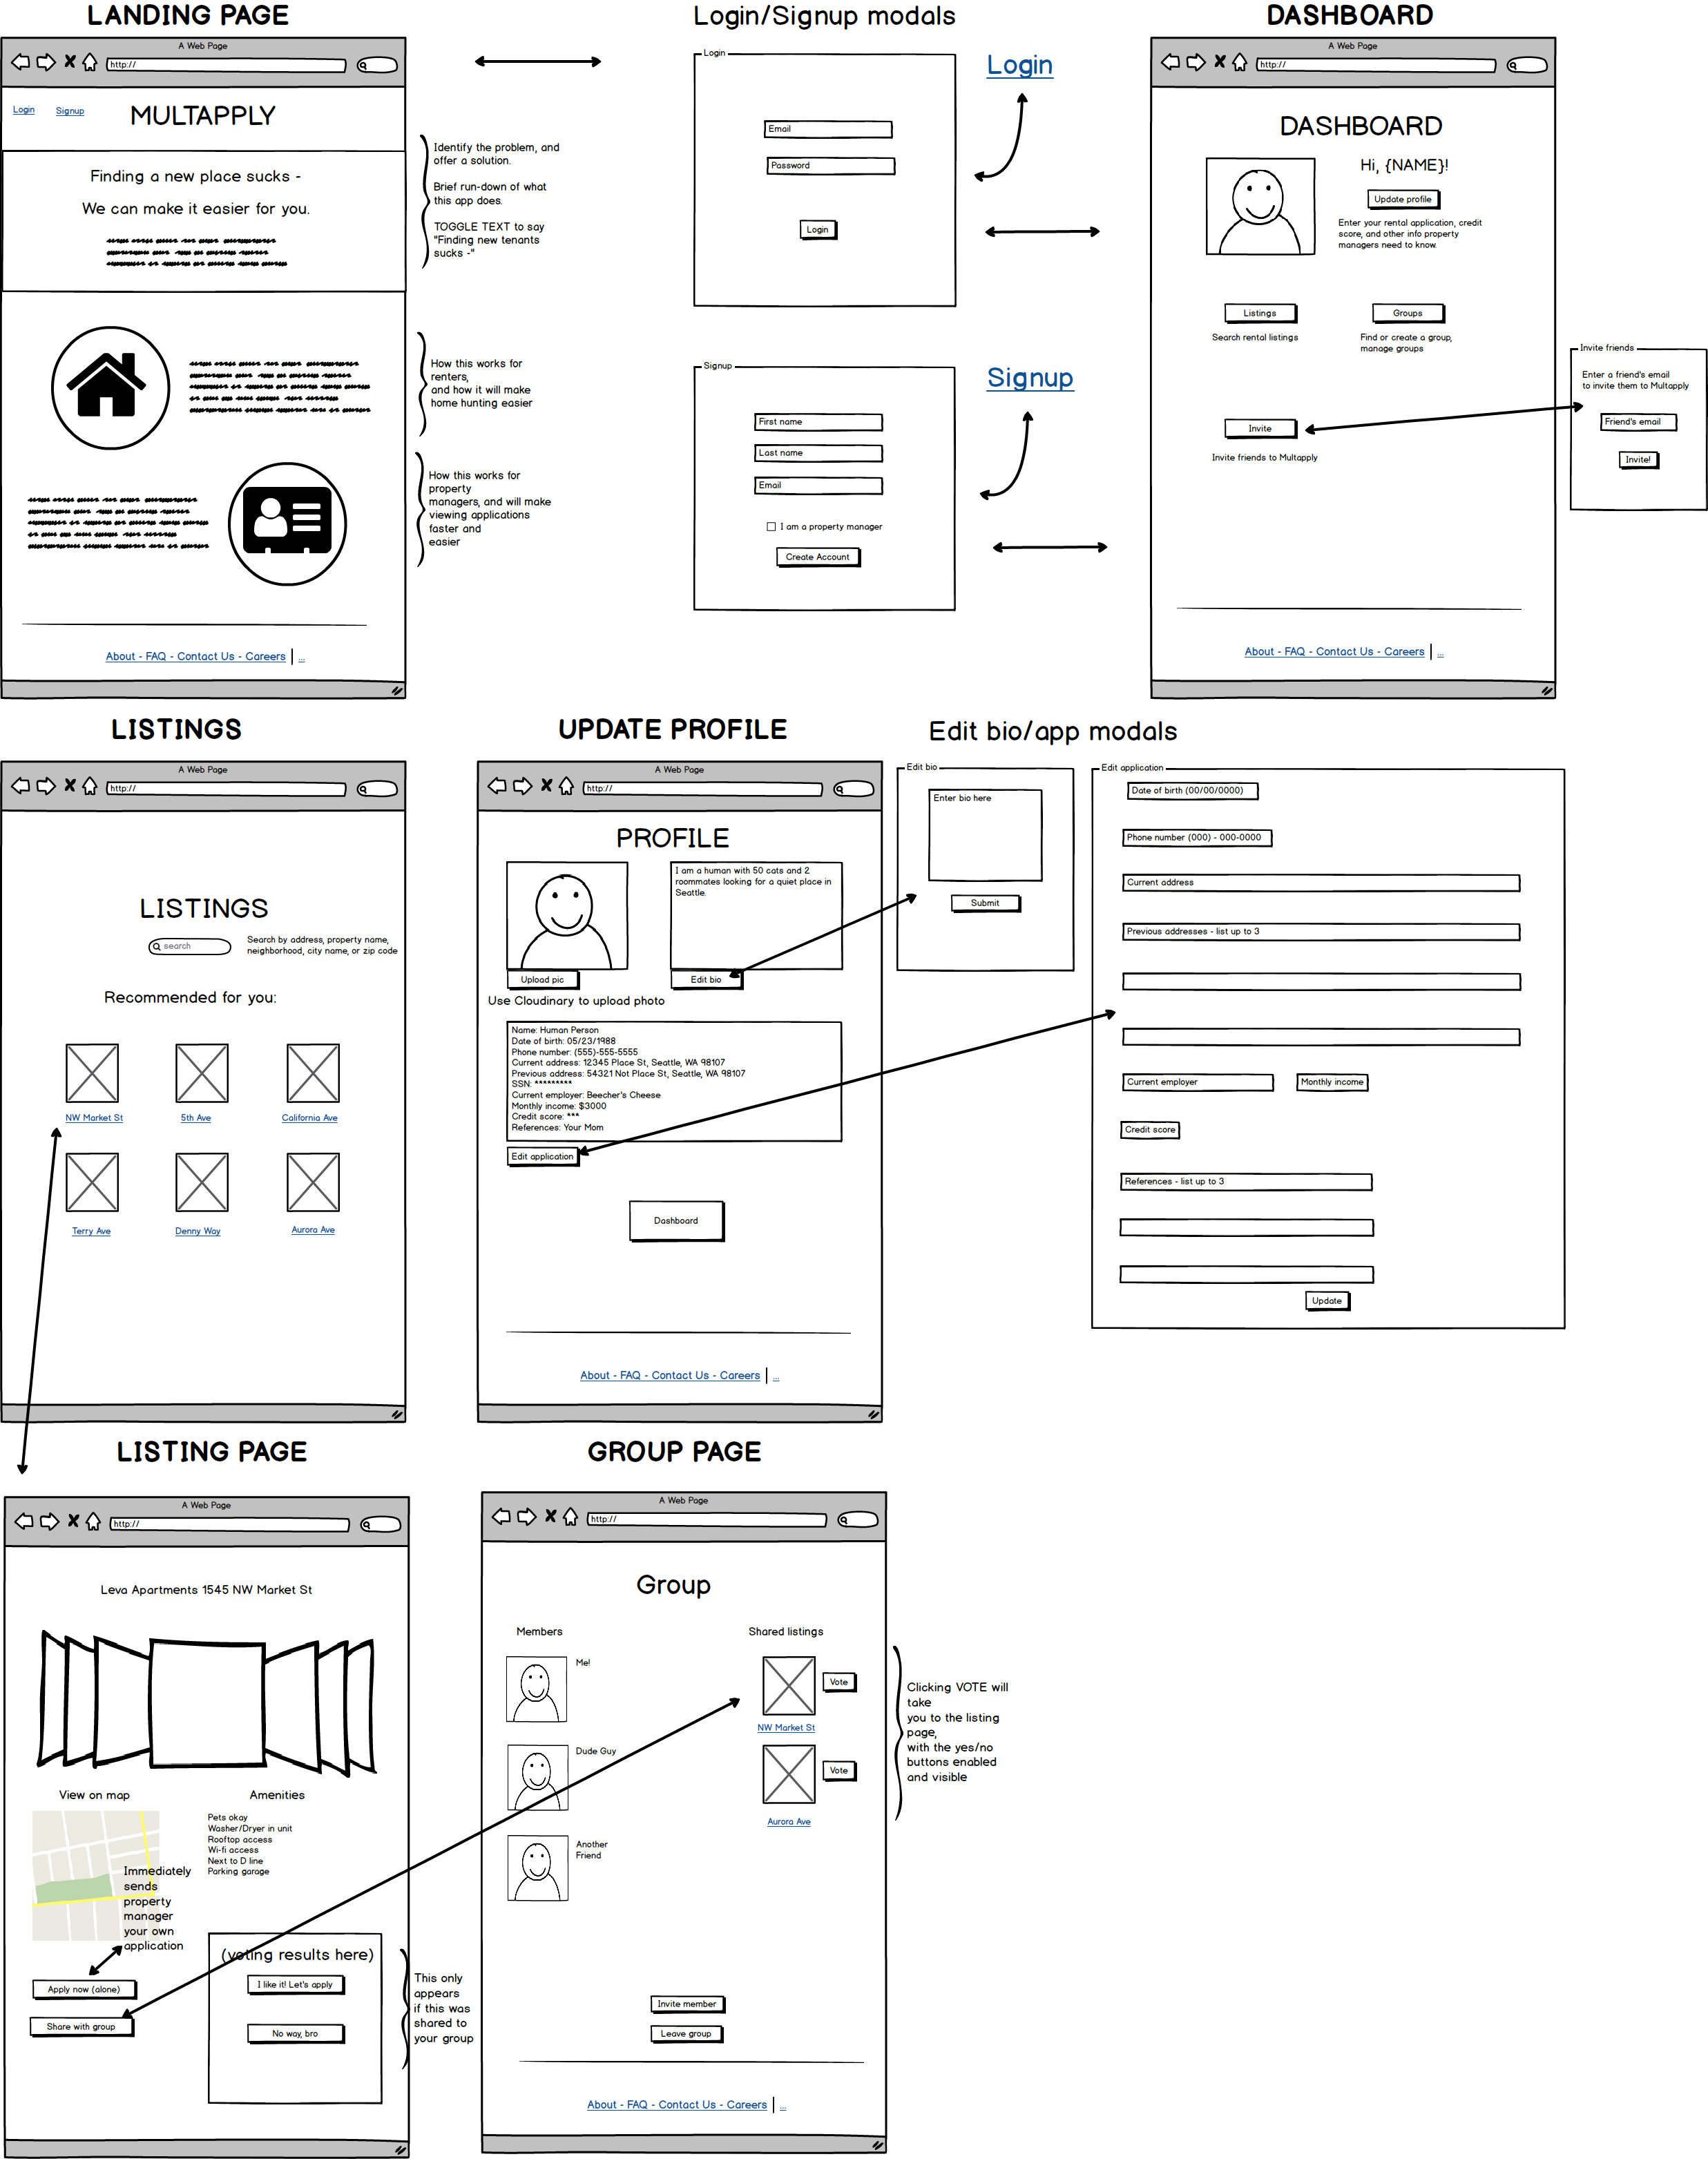 LANDING PAGE
A Web Page
http://
Login
Signup
MULTAPPLY
Finding a new place sucks -
We can make it easier for you.
Identify the problem, and
offer a solution.
Brief run-down of what
this app does.
TOGGLE TEXT to say
"Finding new tenants
sucks -"
How this works for
renters,
and how it will make
home hunting easier
How this works for
property
managers, and will make
viewing applications
faster and
easier
About - FAQ - Contact Us - Careers | ...
Login/Signup modals
Login
Email
Password
Login
Login
Signup
First name
Last name
Email
I am a property manager
Create Account
Signup
DASHBOARD
A Web Page
http://
DASHBOARD
Hi, {NAME}!
Update profile
Enter your rental application, credit
score, and other info property
managers need to know.
Listings
Search rental listings
Groups
Find or create a group,
manage groups
Invite
Invite friends to Multapply
About - FAQ - Contact Us - Careers | ...
Invite friends
Enter a friend's email
to invite them to Multapply
Friend's email
Invite!
LISTINGS
A Web Page
http://
LISTINGS
search
Search by address, property name,
neighborhood, city name, or zip code
Recommended for you:
NW Market St
5th Ave
California Ave
Terry Ave
Denny Way
Aurora Ave
UPDATE PROFILE
A Web Page
http://
PROFILE
I am a human with 50 cats and 2
roommates looking for a quiet place in
Seattle.
Upload pic
Edit bio
Use Cloudinary to upload photo
Name: Human Person
Date of birth: 05/23/1988
Phone number: (555)-555-5555
Current address: 12345 Place St, Seattle, WA 98107
Previous address: 54321 Not Place St, Seattle, WA 98107
SSN: *********
Current employer: Beecher's Cheese
Monthly income: $3000
Credit score: ***
References: Your Mom
Edit application
Dashboard
About - FAQ - Contact Us - Careers | ...
Edit bio/app modals
Edit bio
Enter bio here
Submit
Edit application
Date of birth (00/00/0000)
Phone number (000) - 000-0000
Current address
Previous addresses - list up to 3
Current employer
Monthly income
Credit score
References - list up to 3
Update
LISTING PAGE
A Web Page
http://
Leva Apartments 1545 NW Market St
View on map
Amenities
Pets okay
Washer/Dryer in unit
Rooftop access
Wi-fi access
Next to D line
Parking garage
Immediately
sends
property
manager
your own
application
Apply now (alone)
Share with group
(voting results here)
I like it! Let's apply
No way, bro
This only
appears
if this was
shared to
your group
GROUP PAGE
A Web Page
http://
Group
Members
Shared listings
Me!
Dude Guy
Another
Friend
Vote
NW Market St
Vote
Aurora Ave
Clicking VOTE will
take
you to the listing
page,
with the yes/no
buttons enabled
and visible
Invite member
Leave group
About - FAQ - Contact Us - Careers | ...